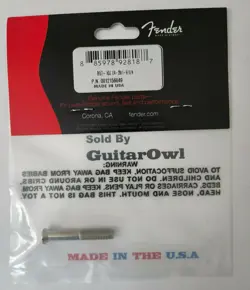 Fender
8 85978 92818 7
MADE IN USA
Corona, CA
fender.com
Sold By
GuitarOwl
WARNING:
TO AVOID SUFFOCATION, KEEP BAG AWAY FROM BABIES
AND CHILDREN. DO NOT USE IN OR AROUND CRIBS,
BEDS, CARRIAGES OR PLAY PENS. KEEP BAG AWAY FROM
HEAD, NOSE, AND MOUTH. THIS BAG IS NOT A TOY
MADE IN THE U.S.A